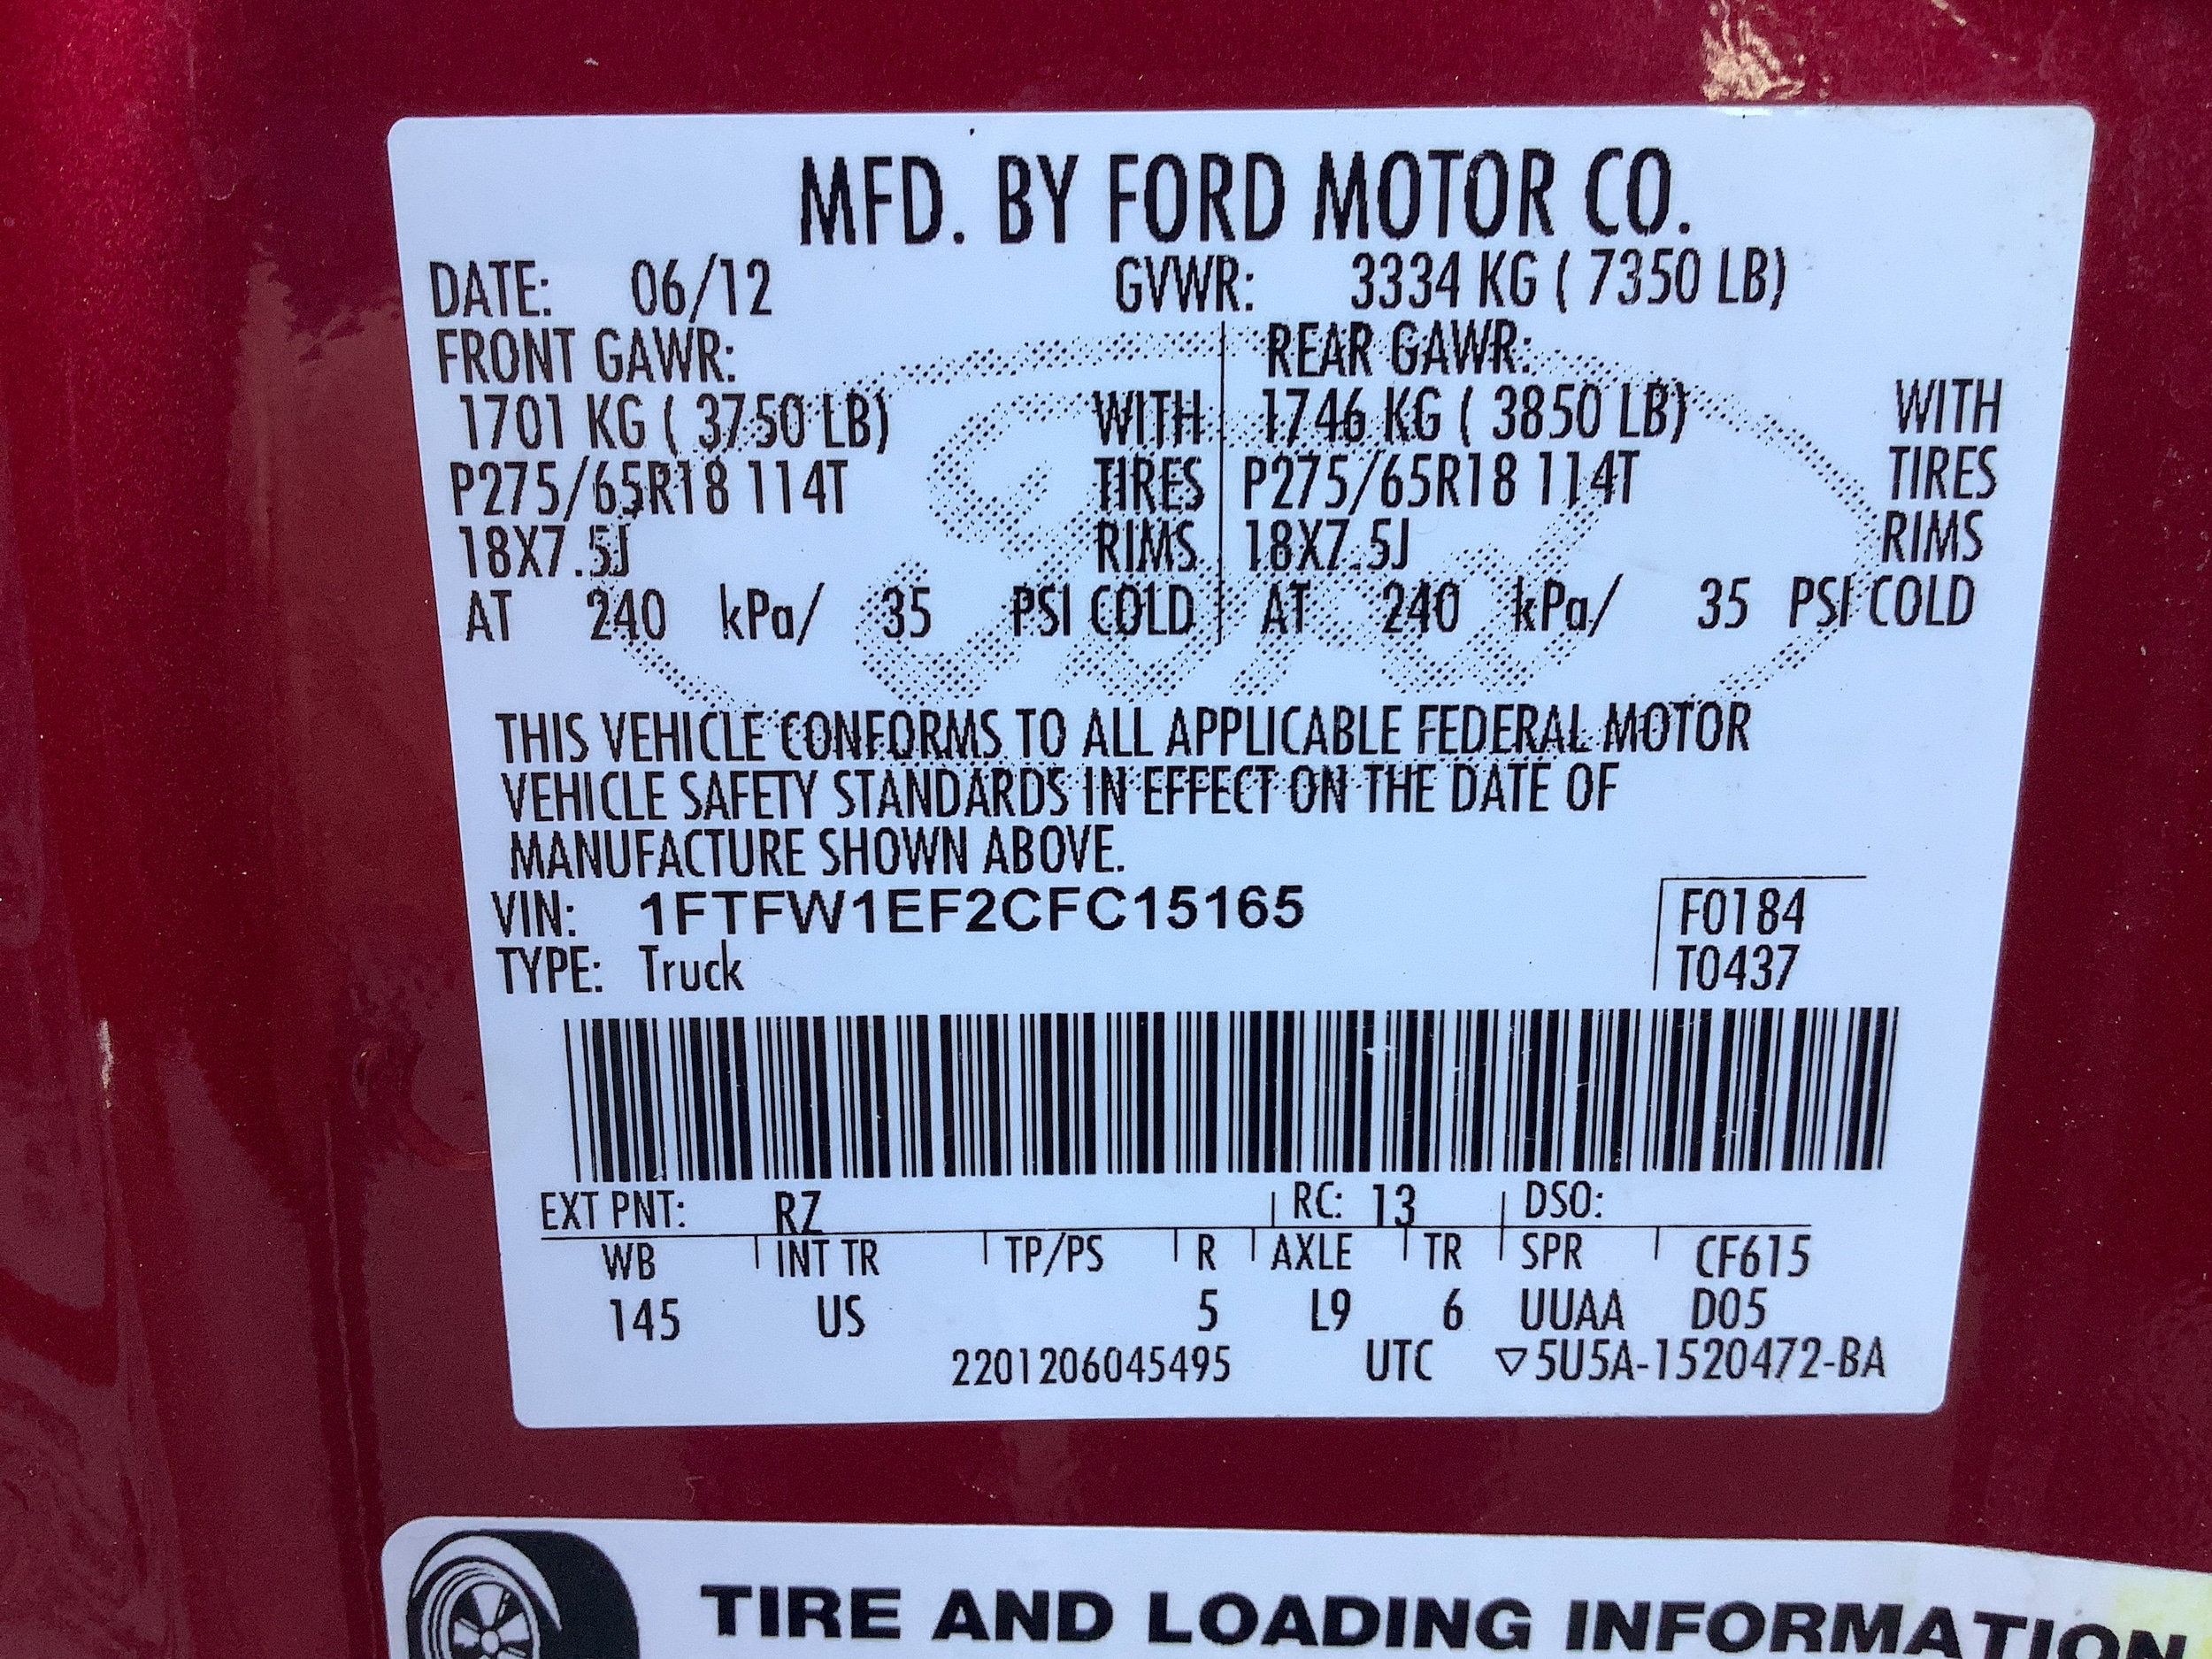 MFD. BY FORD MOTOR CO.
DATE: 06/12 GVWR: 3334 KG ( 7350 LB)
FRONT GAWR: REAR GAWR:
1701 KG ( 3750 LB) WITH 1746 KG ( 3850 LB) WITH
P275/65R18 114T TIRES P275/65R18 114T TIRES
18X7.5J RIMS 18X7.5J RIMS
AT 240 kPa/ 35 PSI COLD AT 240 kPa/ 35 PSI COLD
THIS VEHICLE CONFORMS TO ALL APPLICABLE FEDERAL MOTOR
VEHICLE SAFETY STANDARDS IN EFFECT ON THE DATE OF
MANUFACTURE SHOWN ABOVE.
VIN: 1FTFW1EF2CFC15165 F0184
TYPE: Truck T0437
EXT PNT: RZ RC: 13 DSO:
WB INT TR TP/PS R AXLE TR SPR CF615
145 US 5 L9 6 UUAA D05
2201206045495 UTC ▽5U5A-1520472-BA
TIRE AND LOADING INFORMATION